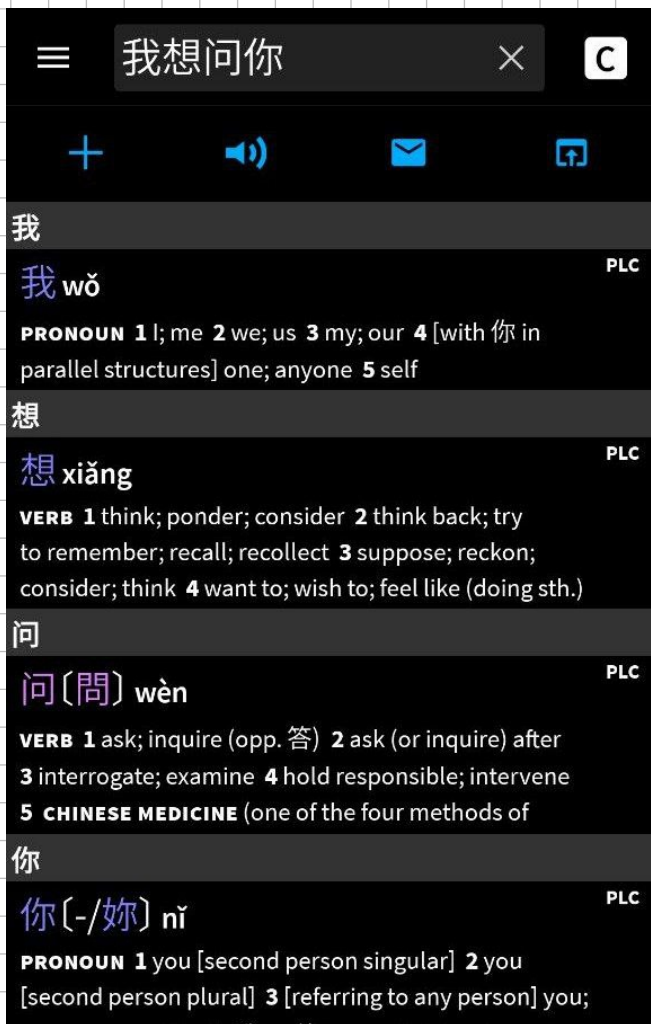 我想问你
C
我
我 wǒ PLC
PRONOUN 1 I; me 2 we; us 3 my; our 4 [with 你 in
parallel structures] one; anyone 5 self
想
想 xiǎng PLC
VERB 1 think; ponder; consider 2 think back; try
to remember; recall; recollect 3 suppose; reckon;
consider; think 4 want to; wish to; feel like (doing sth.)
问
问〔問〕 wèn PLC
VERB 1 ask; inquire (opp. 答) 2 ask (or inquire) after
3 interrogate; examine 4 hold responsible; intervene
5 CHINESE MEDICINE (one of the four methods of
你
你〔-/妳〕 nǐ PLC
PRONOUN 1 you [second person singular] 2 you
[second person plural] 3 [referring to any person] you;